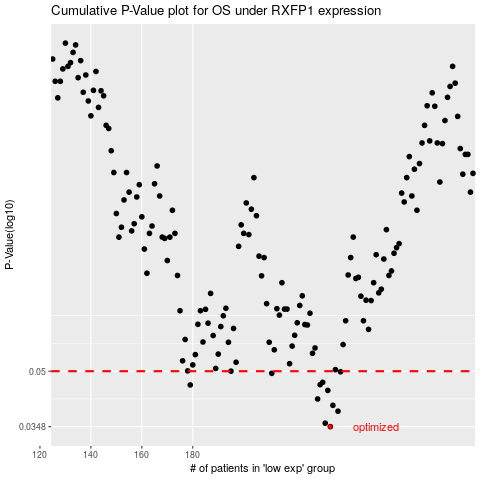 Cumulative P-Value plot for OS under RXFP1 expression
P-Value(log10)
0.05
0.0348
optimized
120 140 160 180
# of patients in 'low exp' group